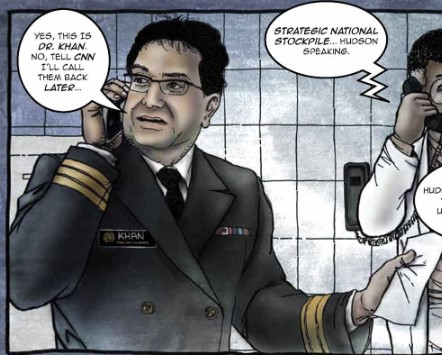 YES, THIS IS
DR. KHAN.
NO, TELL CNN
I'LL CALL
THEM BACK
LATER...
STRATEGIC NATIONAL
STOCKPILE... HUDSON
SPEAKING.
KHAN